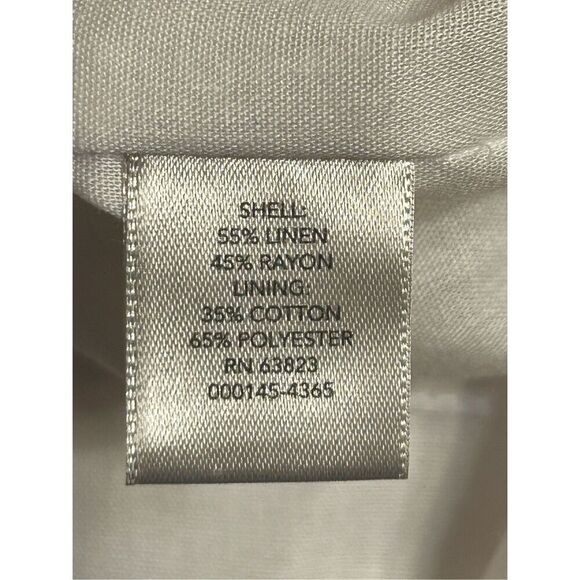 SHELL:
55% LINEN
45% RAYON
LINING:
35% COTTON
65% POLYESTER
RN 63823
000145-4365